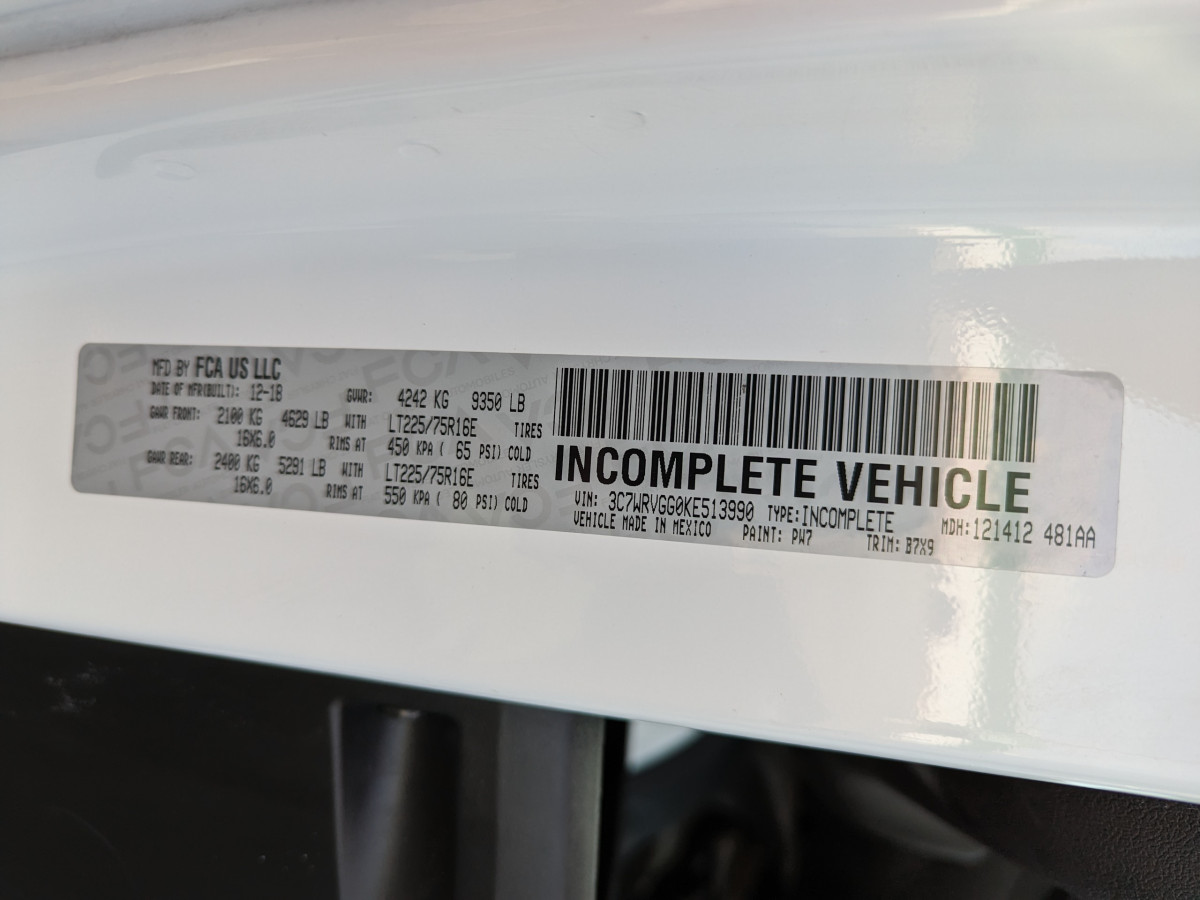 MFD BY FCA US LLC
DATE OF MFR(BUILT): 12-18 GVWR: 4242 KG 9350 LB
GAWR FRONT: 2100 KG 4629 LB WITH LT225/75R16E TIRES
16X6.0 RIMS AT 450 KPA ( 65 PSI) COLD
GAWR REAR: 2400 KG 5291 LB WITH LT225/75R16E TIRES
16X6.0 RIMS AT 550 KPA ( 80 PSI) COLD
INCOMPLETE VEHICLE
VIN: 3C7WRVGG0KE513990 TYPE: INCOMPLETE MDH: 121412 481AA
VEHICLE MADE IN MEXICO PAINT: PW7 TRIM: B7X9